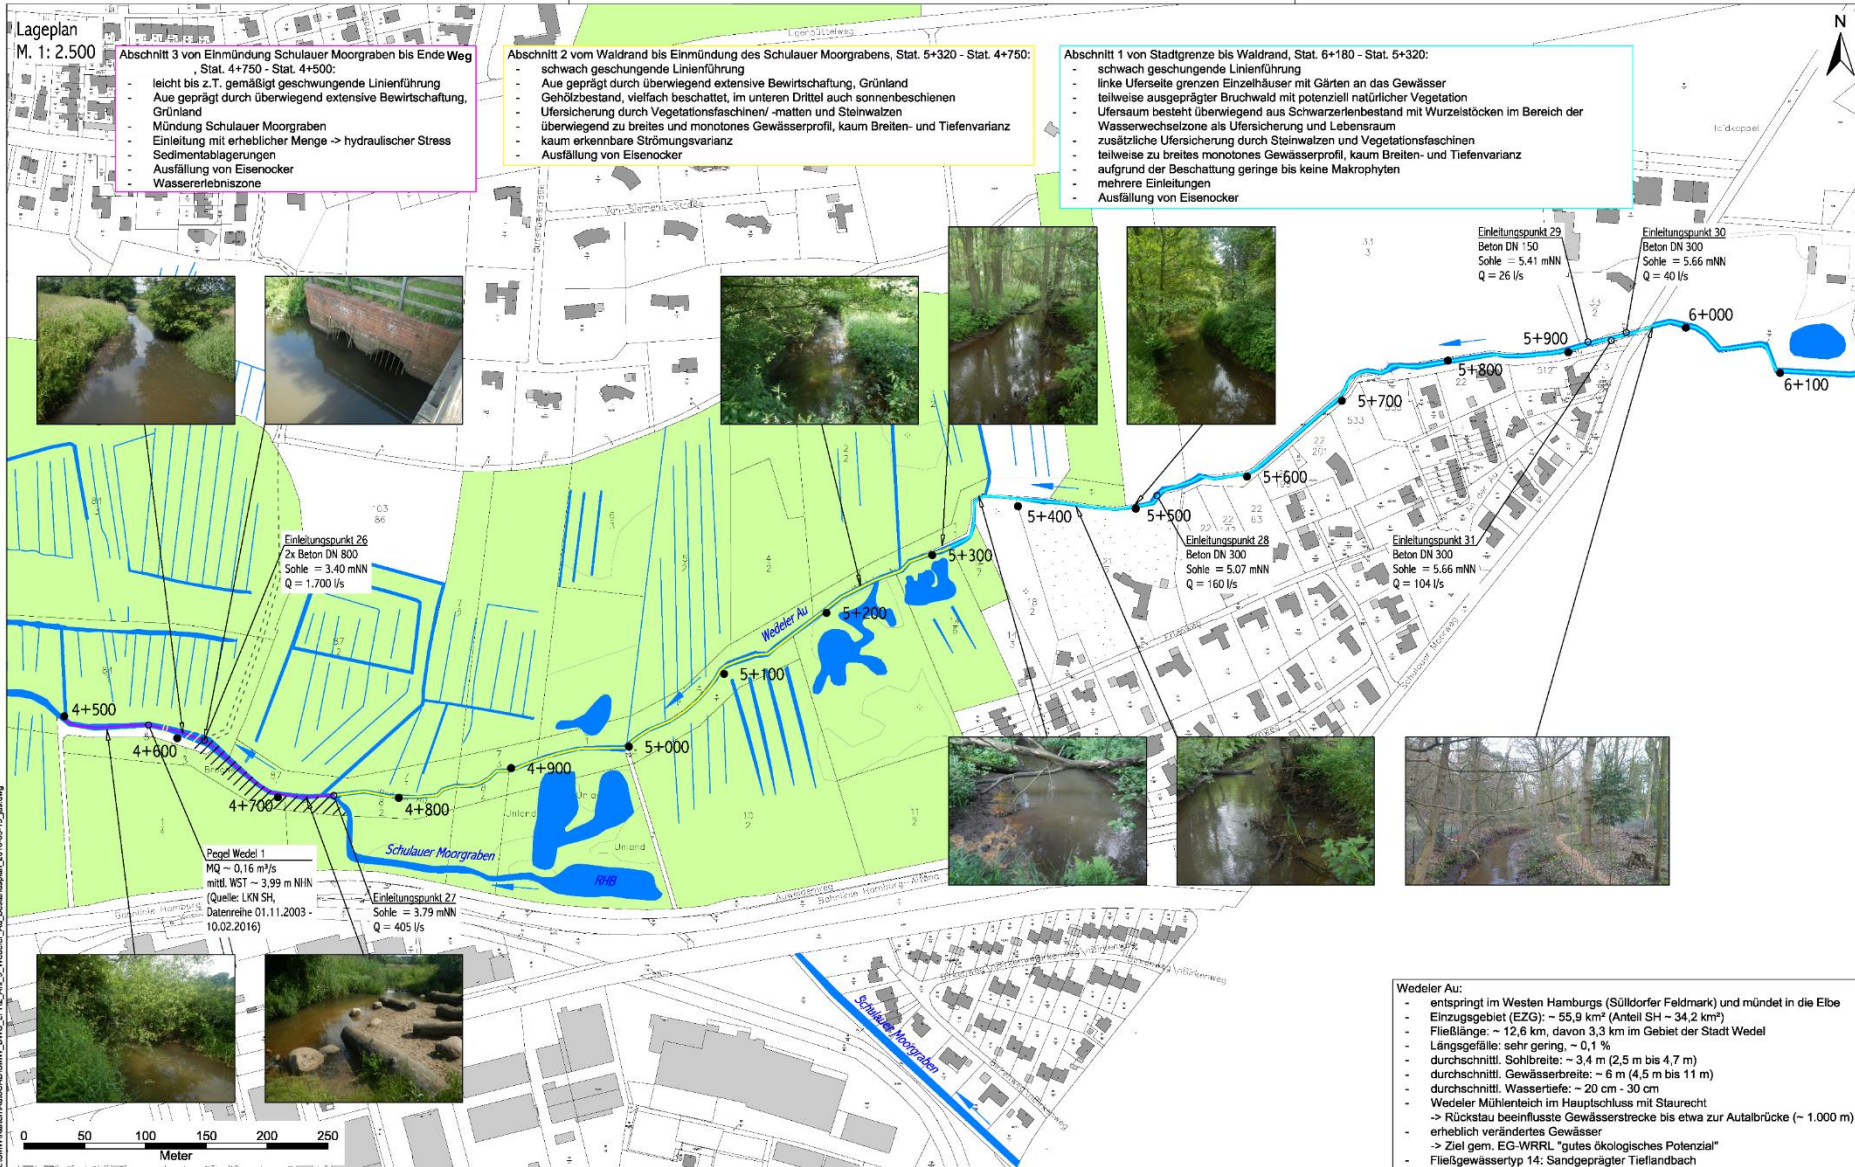 Lageplan
M. 1: 2.500
Abschnitt 3 von Einmündung Schulauer Moorgraben bis Ende Weg
, Stat. 4+750 - Stat. 4+500:
- leicht bis z.T. gemäßigt geschwungende Linienführung
- Aue geprägt durch überwiegend extensive Bewirtschaftung,
Grünland
- Mündung Schulauer Moorgraben
- Einleitung mit erheblicher Menge -> hydraulischer Stress
- Sedimentablagerungen
- Ausfällung von Eisenocker
- Wassererlebniszone
Abschnitt 2 vom Waldrand bis Einmündung des Schulauer Moorgrabens, Stat. 5+320 - Stat. 4+750:
- schwach geschungende Linienführung
- Aue geprägt durch überwiegend extensive Bewirtschaftung, Grünland
- Gehölzbestand, vielfach beschattet, im unteren Drittel auch sonnenbeschienen
- Ufersicherung durch Vegetationsfaschinen/ -matten und Steinwalzen
- überwiegend zu breites und monotones Gewässerprofil, kaum Breiten- und Tiefenvarianz
- kaum erkennbare Strömungsvarianz
- Ausfällung von Eisenocker
Abschnitt 1 von Stadtgrenze bis Waldrand, Stat. 6+180 - Stat. 5+320:
- schwach geschungende Linienführung
- linke Uferseite grenzen Einzelhäuser mit Gärten an das Gewässer
- teilweise ausgeprägter Bruchwald mit potenziell natürlicher Vegetation
- Ufersaum besteht überwiegend aus Schwarzerlenbestand mit Wurzelstöcken im Bereich der
Wasserwechselzone als Ufersicherung und Lebensraum
- zusätzliche Ufersicherung durch Steinwalzen und Vegetationsfaschinen
- teilweise zu breites monotones Gewässerprofil, kaum Breiten- und Tiefenvarianz
- aufgrund der Beschattung geringe bis keine Makrophyten
- mehrere Einleitungen
- Ausfällung von Eisenocker
N
Von-Siemens-Straße
Einleitungspunkt 29
Beton DN 150
Sohle = 5.41 mNN
Q = 26 l/s
Einleitungspunkt 30
Beton DN 300
Sohle = 5.66 mNN
Q = 40 l/s
6+000
5+900
5+800
6+100
5+700
5+600
5+500
5+400
5+300
5+200
5+100
5+000
4+900
4+800
4+700
4+600
4+500
Einleitungspunkt 26
2x Beton DN 800
Sohle = 3.40 mNN
Q = 1.700 l/s
Einleitungspunkt 28
Beton DN 300
Sohle = 5.07 mNN
Q = 160 l/s
Einleitungspunkt 31
Beton DN 300
Sohle = 5.66 mNN
Q = 104 l/s
An der Au
Wedeler Au
Schulauer Moorweg
Unland
Unland
Schulauer Moorgraben
RHB
Pegel Wedel 1
MQ ~ 0,16 m³/s
mittl. WST ~ 3,99 m NHN
(Quelle: LKN SH,
Datenreihe 01.11.2003 -
10.02.2016)
Einleitungspunkt 27
Sohle = 3.79 mNN
Q = 405 l/s
Autalweg
Bahnlinie Hamburg-Altona
Bahnlinie Hamburg
Birkenweg
Schulauer Moorgraben
0 50 100 150 200 250
Meter
Wedeler Au:
- entspringt im Westen Hamburgs (Sülldorfer Feldmark) und mündet in die Elbe
- Einzugsgebiet (EZG): ~ 55,9 km² (Anteil SH ~ 34,2 km²)
- Fließlänge: ~ 12,6 km, davon 3,3 km im Gebiet der Stadt Wedel
- Längsgefälle: sehr gering, ~ 0,1 %
- durchschnittl. Sohlbreite: ~ 3,4 m (2,5 m bis 4,7 m)
- durchschnittl. Gewässerbreite: ~ 6 m (4,5 m bis 11 m)
- durchschnittl. Wassertiefe: ~ 20 cm - 30 cm
- Wedeler Mühlenteich im Hauptschluss mit Staurecht
-> Rückstau beeinflusste Gewässerstrecke bis etwa zur Autalbrücke (~ 1.000 m)
- erheblich verändertes Gewässer
-> Ziel gem. EG-WRRL "gutes ökologisches Potenzial"
- Fließgewässertyp 14: Sandgeprägter Tieflandbach